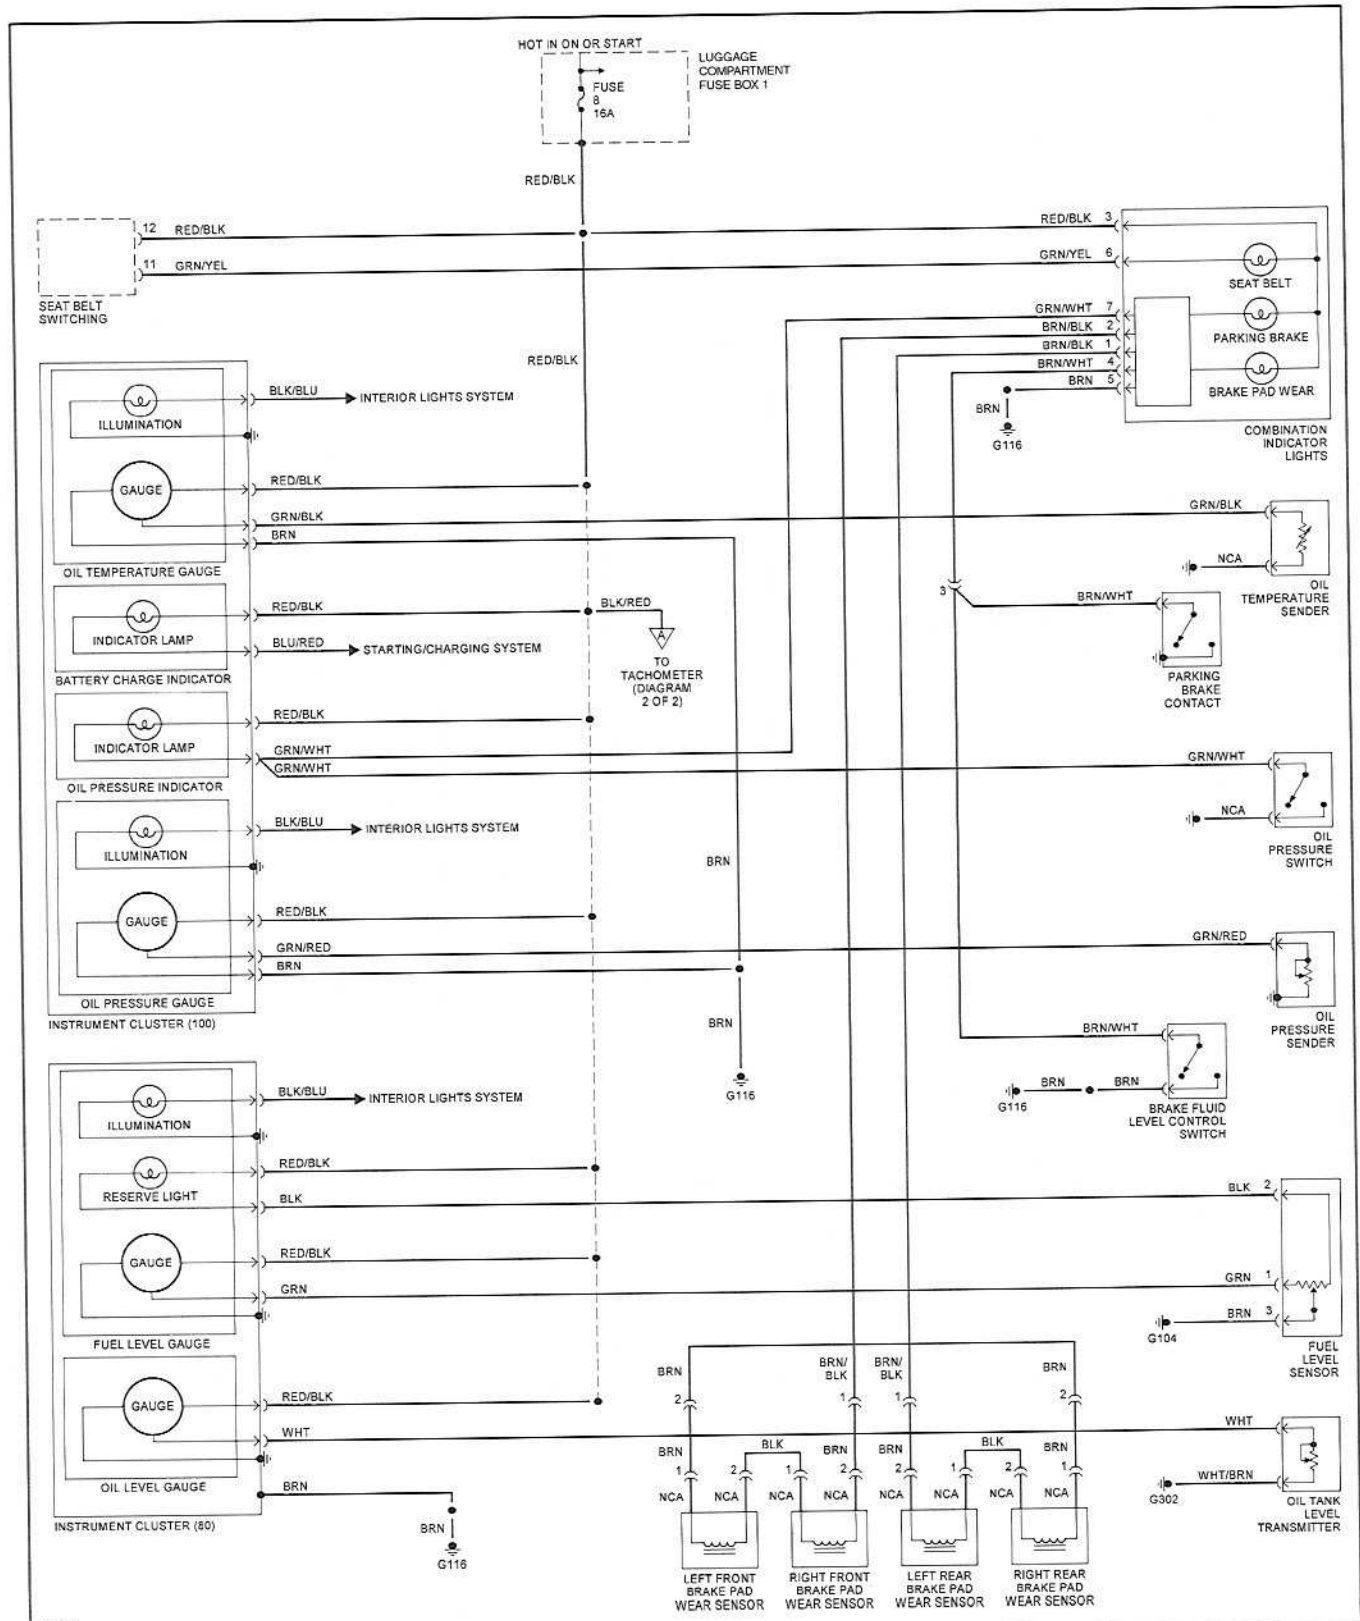 HOT IN ON OR START
LUGGAGE
COMPARTMENT
FUSE BOX 1
FUSE
8
16A
RED/BLK
12 RED/BLK
RED/BLK 3
11 GRN/YEL
GRN/YEL 6
SEAT BELT
SEAT BELT
SWITCHING
GRN/WHT 7
BRN/BLK 2
PARKING BRAKE
BRN/BLK 1
BRN/WHT 4
BRN 5
BRAKE PAD WEAR
BRN
G116
COMBINATION
INDICATOR
LIGHTS
RED/BLK
BLK/BLU
INTERIOR LIGHTS SYSTEM
ILLUMINATION
GAUGE
RED/BLK
GRN/BLK
BRN
OIL TEMPERATURE GAUGE
GRN/BLK
NCA
OIL
TEMPERATURE
SENDER
RED/BLK
INDICATOR LAMP
BLU/RED
STARTING/CHARGING SYSTEM
BATTERY CHARGE INDICATOR
BLK/RED
A
TO
TACHOMETER
(DIAGRAM
2 OF 2)
3
BRN/WHT
PARKING
BRAKE
CONTACT
RED/BLK
INDICATOR LAMP
GRN/WHT
GRN/WHT
OIL PRESSURE INDICATOR
GRN/WHT
NCA
OIL
PRESSURE
SWITCH
BLK/BLU
INTERIOR LIGHTS SYSTEM
ILLUMINATION
BRN
GAUGE
RED/BLK
GRN/RED
BRN
OIL PRESSURE GAUGE
INSTRUMENT CLUSTER (100)
GRN/RED
OIL
PRESSURE
SENDER
BRN
G116
BRN/WHT
BRN
BRN
G116
BRAKE FLUID
LEVEL CONTROL
SWITCH
BLK/BLU
INTERIOR LIGHTS SYSTEM
ILLUMINATION
RED/BLK
RESERVE LIGHT
BLK
BLK 2
GAUGE
RED/BLK
GRN
GRN 1
BRN 3
G104
FUEL
LEVEL
SENSOR
FUEL LEVEL GAUGE
GAUGE
RED/BLK
WHT
OIL LEVEL GAUGE
BRN
INSTRUMENT CLUSTER (80)
BRN
G116
BRN
BRN/
BLK
BRN/
BLK
BRN
2
1
1
2
WHT
BRN
BLK
BRN
BRN
BLK
BRN
1
2
1
2
2
1
2
1
NCA
NCA
NCA
NCA
NCA
NCA
NCA
NCA
WHT/BRN
G302
OIL TANK
LEVEL
TRANSMITTER
LEFT FRONT
BRAKE PAD
WEAR SENSOR
RIGHT FRONT
BRAKE PAD
WEAR SENSOR
LEFT REAR
BRAKE PAD
WEAR SENSOR
RIGHT REAR
BRAKE PAD
WEAR SENSOR